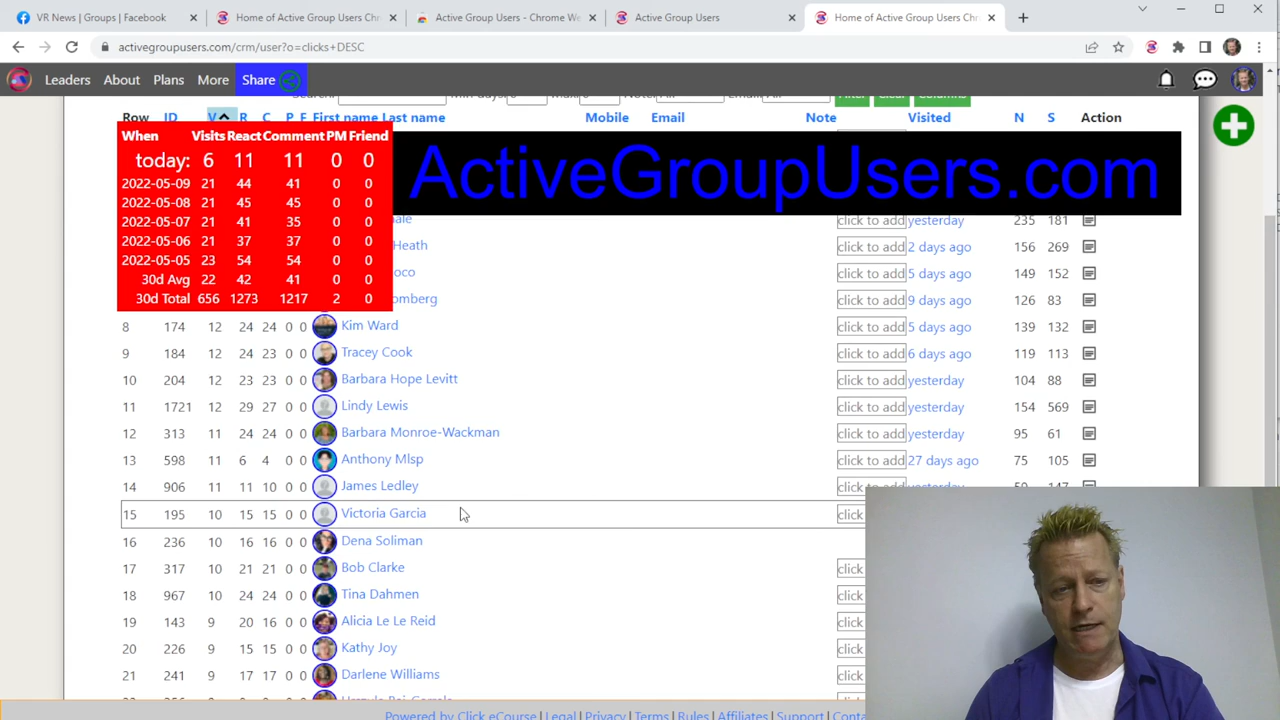 VR News | Groups | Facebook
Home of Active Group Users Chr
Active Group Users - Chrome We
Active Group Users
Home of Active Group Users Chr
activegroupusers.com/crm/user?o=clicks+DESC
Leaders About Plans More Share
Row ID V R C P F First name Last name Mobile Email Note Visited N S Action
When Visits React Comment PM Friend
today: 6 11 11 0 0
2022-05-09 21 44 41 0 0
2022-05-08 21 45 45 0 0
2022-05-07 21 41 35 0 0
2022-05-06 21 37 37 0 0
2022-05-05 23 54 54 0 0
30d Avg 22 42 41 0 0
30d Total 656 1273 1217 2 0
ActiveGroupUsers.com
click to add yesterday 235 181
Heath click to add 2 days ago 156 269
click to add 5 days ago 149 152
click to add 9 days ago 126 83
8 174 12 24 24 0 0 Kim Ward click to add 5 days ago 139 132
9 184 12 24 23 0 0 Tracey Cook click to add 6 days ago 119 113
10 204 12 23 23 0 0 Barbara Hope Levitt click to add yesterday 104 88
11 1721 12 29 27 0 0 Lindy Lewis click to add yesterday 154 569
12 313 11 24 24 0 0 Barbara Monroe-Wackman click to add yesterday 95 61
13 598 11 6 4 0 0 Anthony Mlsp click to add 27 days ago 75 105
14 906 11 11 10 0 0 James Ledley click to add yesterday
15 195 10 15 15 0 0 Victoria Garcia click
16 236 10 16 16 0 0 Dena Soliman
17 317 10 21 21 0 0 Bob Clarke click
18 967 10 24 24 0 0 Tina Dahmen click
19 143 9 20 16 0 0 Alicia Le Le Reid click
20 226 9 15 15 0 0 Kathy Joy click
21 241 9 17 17 0 0 Darlene Williams click
Powered by Click eCourse | Legal | Privacy | Terms | Rules | Affiliates | Support |